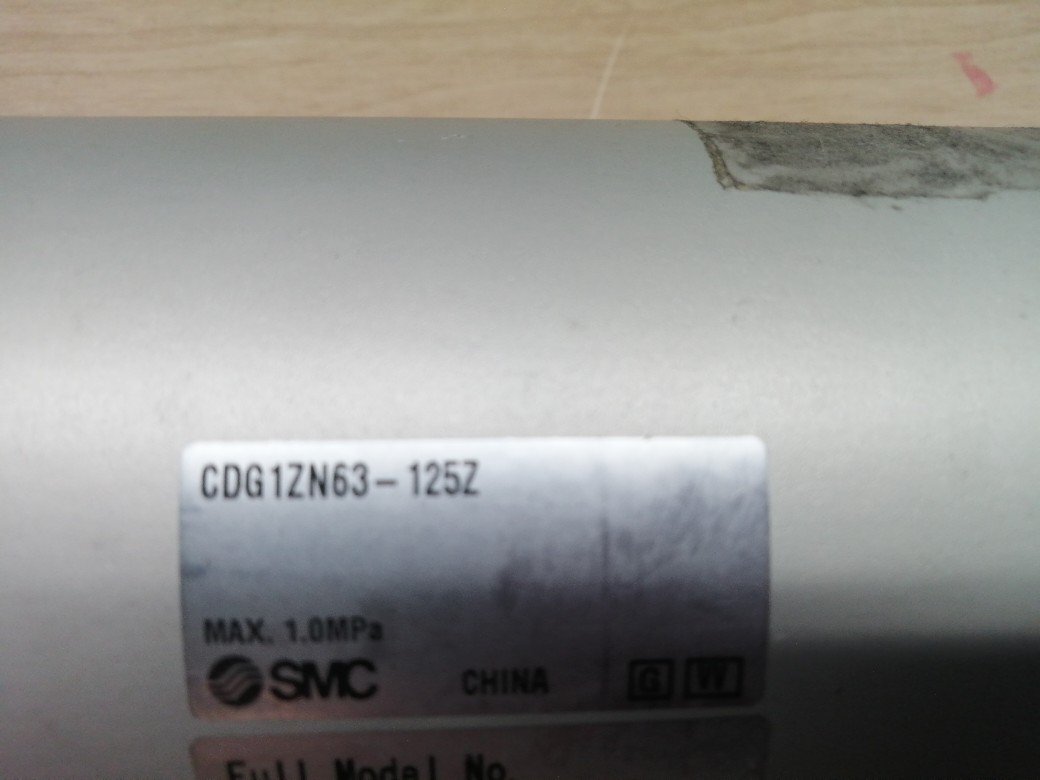 CDG1ZN63-125Z
MAX. 1.0MPa
SMC CHINA G W
Full Model No.